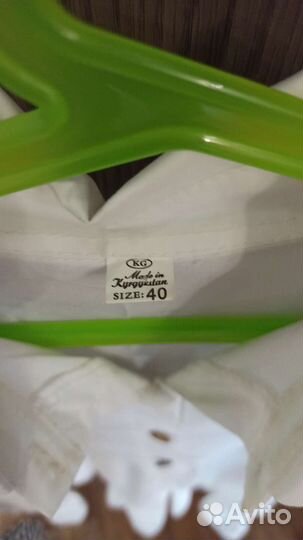 KG
Made in
Kyrgyzstan
SIZE: 40
Avito